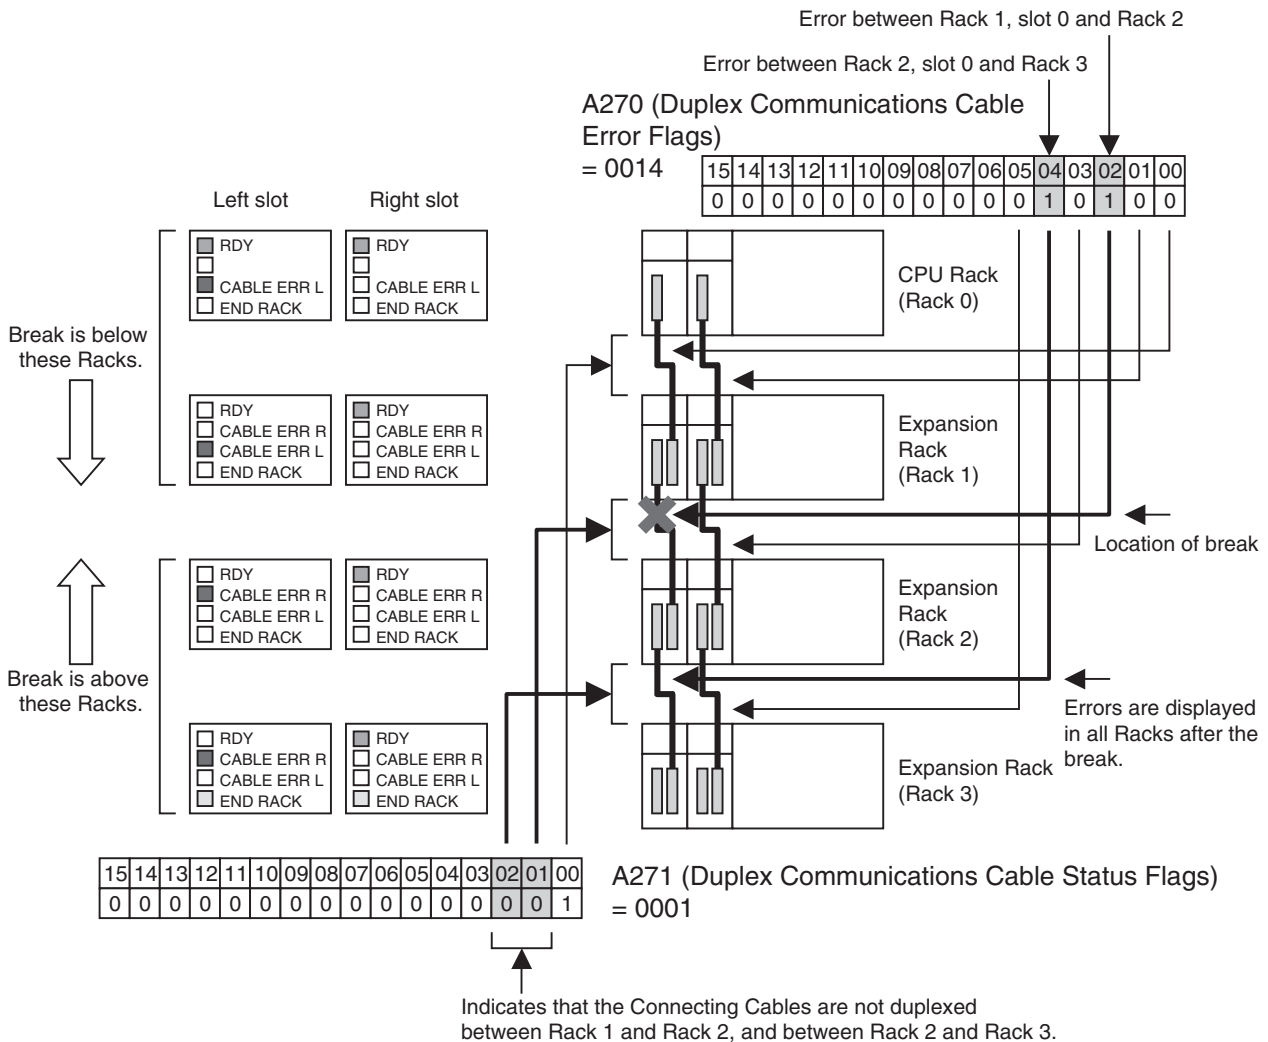 Error between Rack 1, slot 0 and Rack 2
Error between Rack 2, slot 0 and Rack 3
A270 (Duplex Communications Cable
Error Flags)
= 0014
15 14 13 12 11 10 09 08 07 06 05 04 03 02 01 00
0 0 0 0 0 0 0 0 0 0 0 1 0 1 0 0
Left slot
Right slot
RDY
CABLE ERR L
END RACK
RDY
CABLE ERR L
END RACK
CPU Rack
(Rack 0)
Break is below
these Racks.
RDY
CABLE ERR R
CABLE ERR L
END RACK
RDY
CABLE ERR R
CABLE ERR L
END RACK
Expansion
Rack
(Rack 1)
Location of break
RDY
CABLE ERR R
CABLE ERR L
END RACK
RDY
CABLE ERR R
CABLE ERR L
END RACK
Expansion
Rack
(Rack 2)
Break is above
these Racks.
Errors are displayed
in all Racks after the
break.
RDY
CABLE ERR R
CABLE ERR L
END RACK
RDY
CABLE ERR R
CABLE ERR L
END RACK
Expansion Rack
(Rack 3)
15 14 13 12 11 10 09 08 07 06 05 04 03 02 01 00
0 0 0 0 0 0 0 0 0 0 0 0 0 0 0 1
A271 (Duplex Communications Cable Status Flags)
= 0001
Indicates that the Connecting Cables are not duplexed
between Rack 1 and Rack 2, and between Rack 2 and Rack 3.